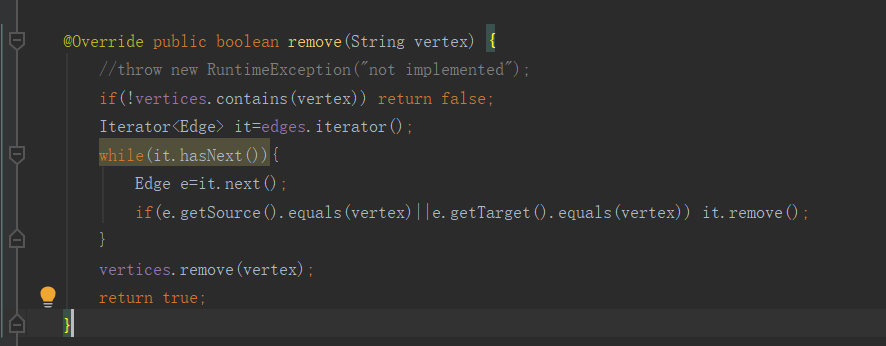 @Override public boolean remove(String vertex) {
//throw new RuntimeException("not implemented");
if(!vertices.contains(vertex)) return false;
Iterator<Edge> it=edges.iterator();
while(it.hasNext()){
Edge e=it.next();
if(e.getSource().equals(vertex)||e.getTarget().equals(vertex)) it.remove();
}
vertices.remove(vertex);
return true;
}